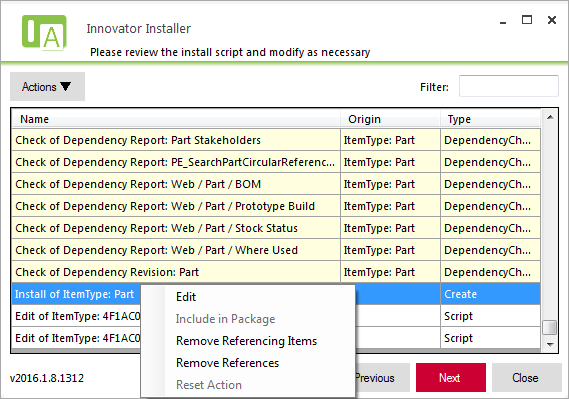 IA
Innovator Installer
Please review the install script and modify as necessary
Actions ▼
Filter:
Name Origin Type
Check of Dependency Report: Part Stakeholders ItemType: Part DependencyCh...
Check of Dependency Report: PE_SearchPartCircularReferenc... ItemType: Part DependencyCh...
Check of Dependency Report: Web / Part / BOM ItemType: Part DependencyCh...
Check of Dependency Report: Web / Part / Prototype Build ItemType: Part DependencyCh...
Check of Dependency Report: Web / Part / Stock Status ItemType: Part DependencyCh...
Check of Dependency Report: Web / Part / Where Used ItemType: Part DependencyCh...
Check of Dependency Revision: Part ItemType: Part DependencyCh...
Install of ItemType: Part Create
Edit of ItemType: 4F1AC0 Script
Edit of ItemType: 4F1AC0 Script
Edit
Include in Package
Remove Referencing Items
Remove References
Reset Action
v2016.1.8.1312
Previous Next Close